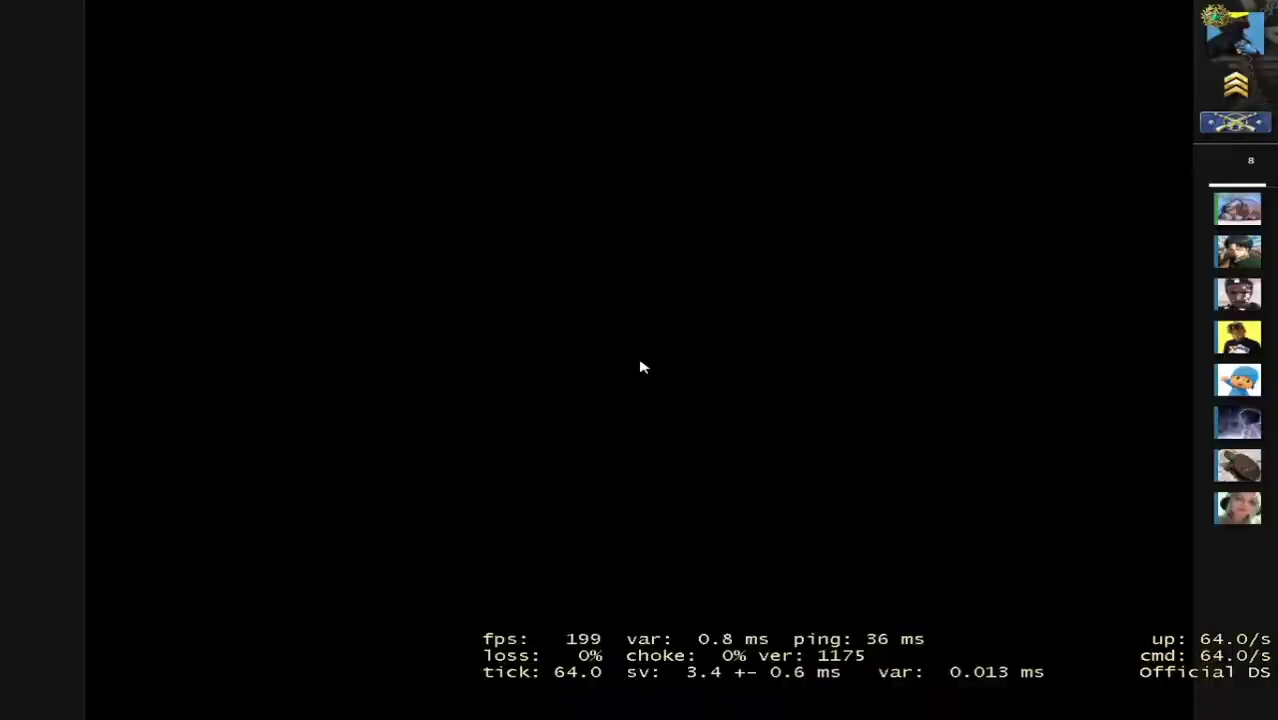 8
fps: 199 var: 0.8 ms ping: 36 ms up: 64.0/s
loss: 0% choke: 0% ver: 1175 cmd: 64.0/s
tick: 64.0 sv: 3.4 +- 0.6 ms var: 0.013 ms Official DS